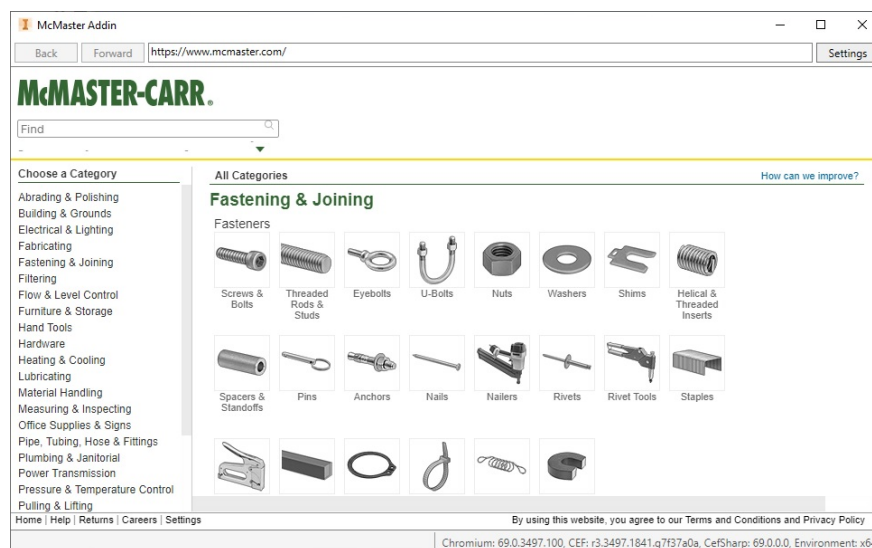 McMaster Addin
Back Forward https://www.mcmaster.com/ Settings
McMASTER-CARR®
Find
Choose a Category
Abrading & Polishing
Building & Grounds
Electrical & Lighting
Fabricating
Fastening & Joining
Filtering
Flow & Level Control
Furniture & Storage
Hand Tools
Hardware
Heating & Cooling
Lubricating
Material Handling
Measuring & Inspecting
Office Supplies & Signs
Pipe, Tubing, Hose & Fittings
Plumbing & Janitorial
Power Transmission
Pressure & Temperature Control
Pulling & Lifting
All Categories How can we improve?
Fastening & Joining
Fasteners
Screws & Bolts
Threaded Rods & Studs
Eyebolts
U-Bolts
Nuts
Washers
Shims
Helical & Threaded Inserts
Spacers & Standoffs
Pins
Anchors
Nails
Nailers
Rivets
Rivet Tools
Staples
Home | Help | Returns | Careers | Settings
By using this website, you agree to our Terms and Conditions and Privacy Policy
Chromium: 69.0.3497.100, CEF: r3.3497.1841.g7f37a0a, CefSharp: 69.0.0.0, Environment: x64